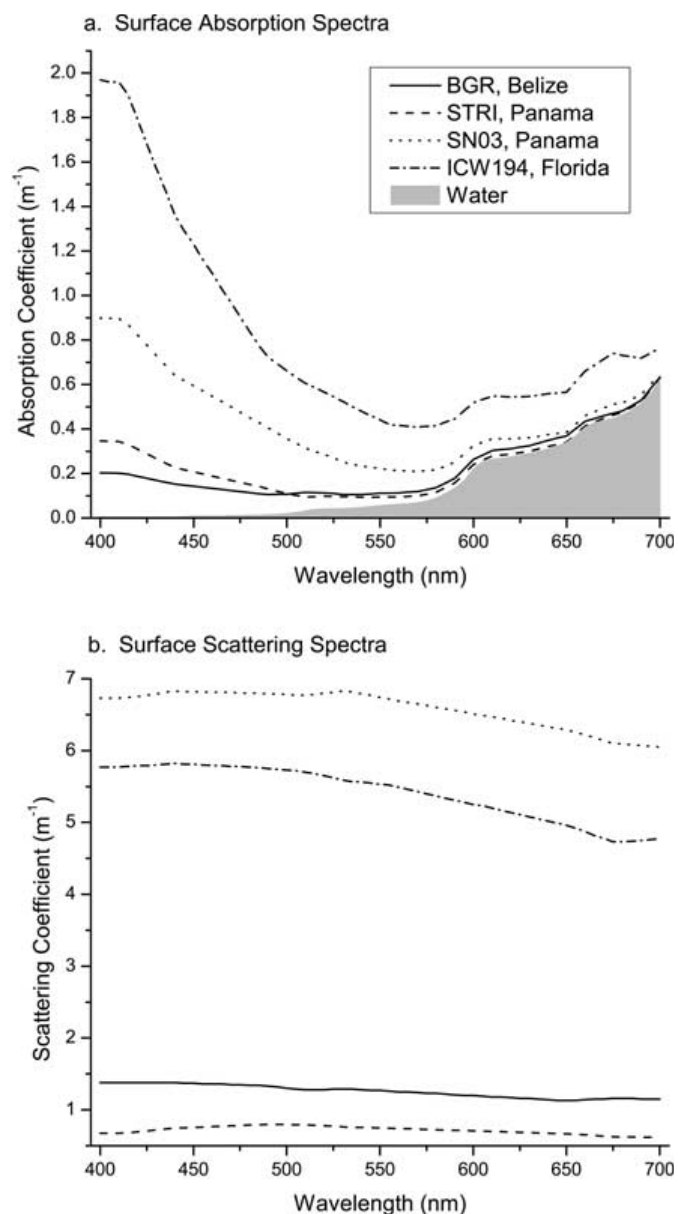 a. Surface Absorption Spectra
2.0
1.8
1.6
1.4
1.2
1.0
0.8
0.6
0.4
0.2
0.0
Absorption Coefficient (m⁻¹)
BGR, Belize
STRI, Panama
SN03, Panama
ICW194, Florida
Water
400 450 500 550 600 650 700
Wavelength (nm)
b. Surface Scattering Spectra
7
6
5
4
3
2
1
Scattering Coefficient (m⁻¹)
400 450 500 550 600 650 700
Wavelength (nm)